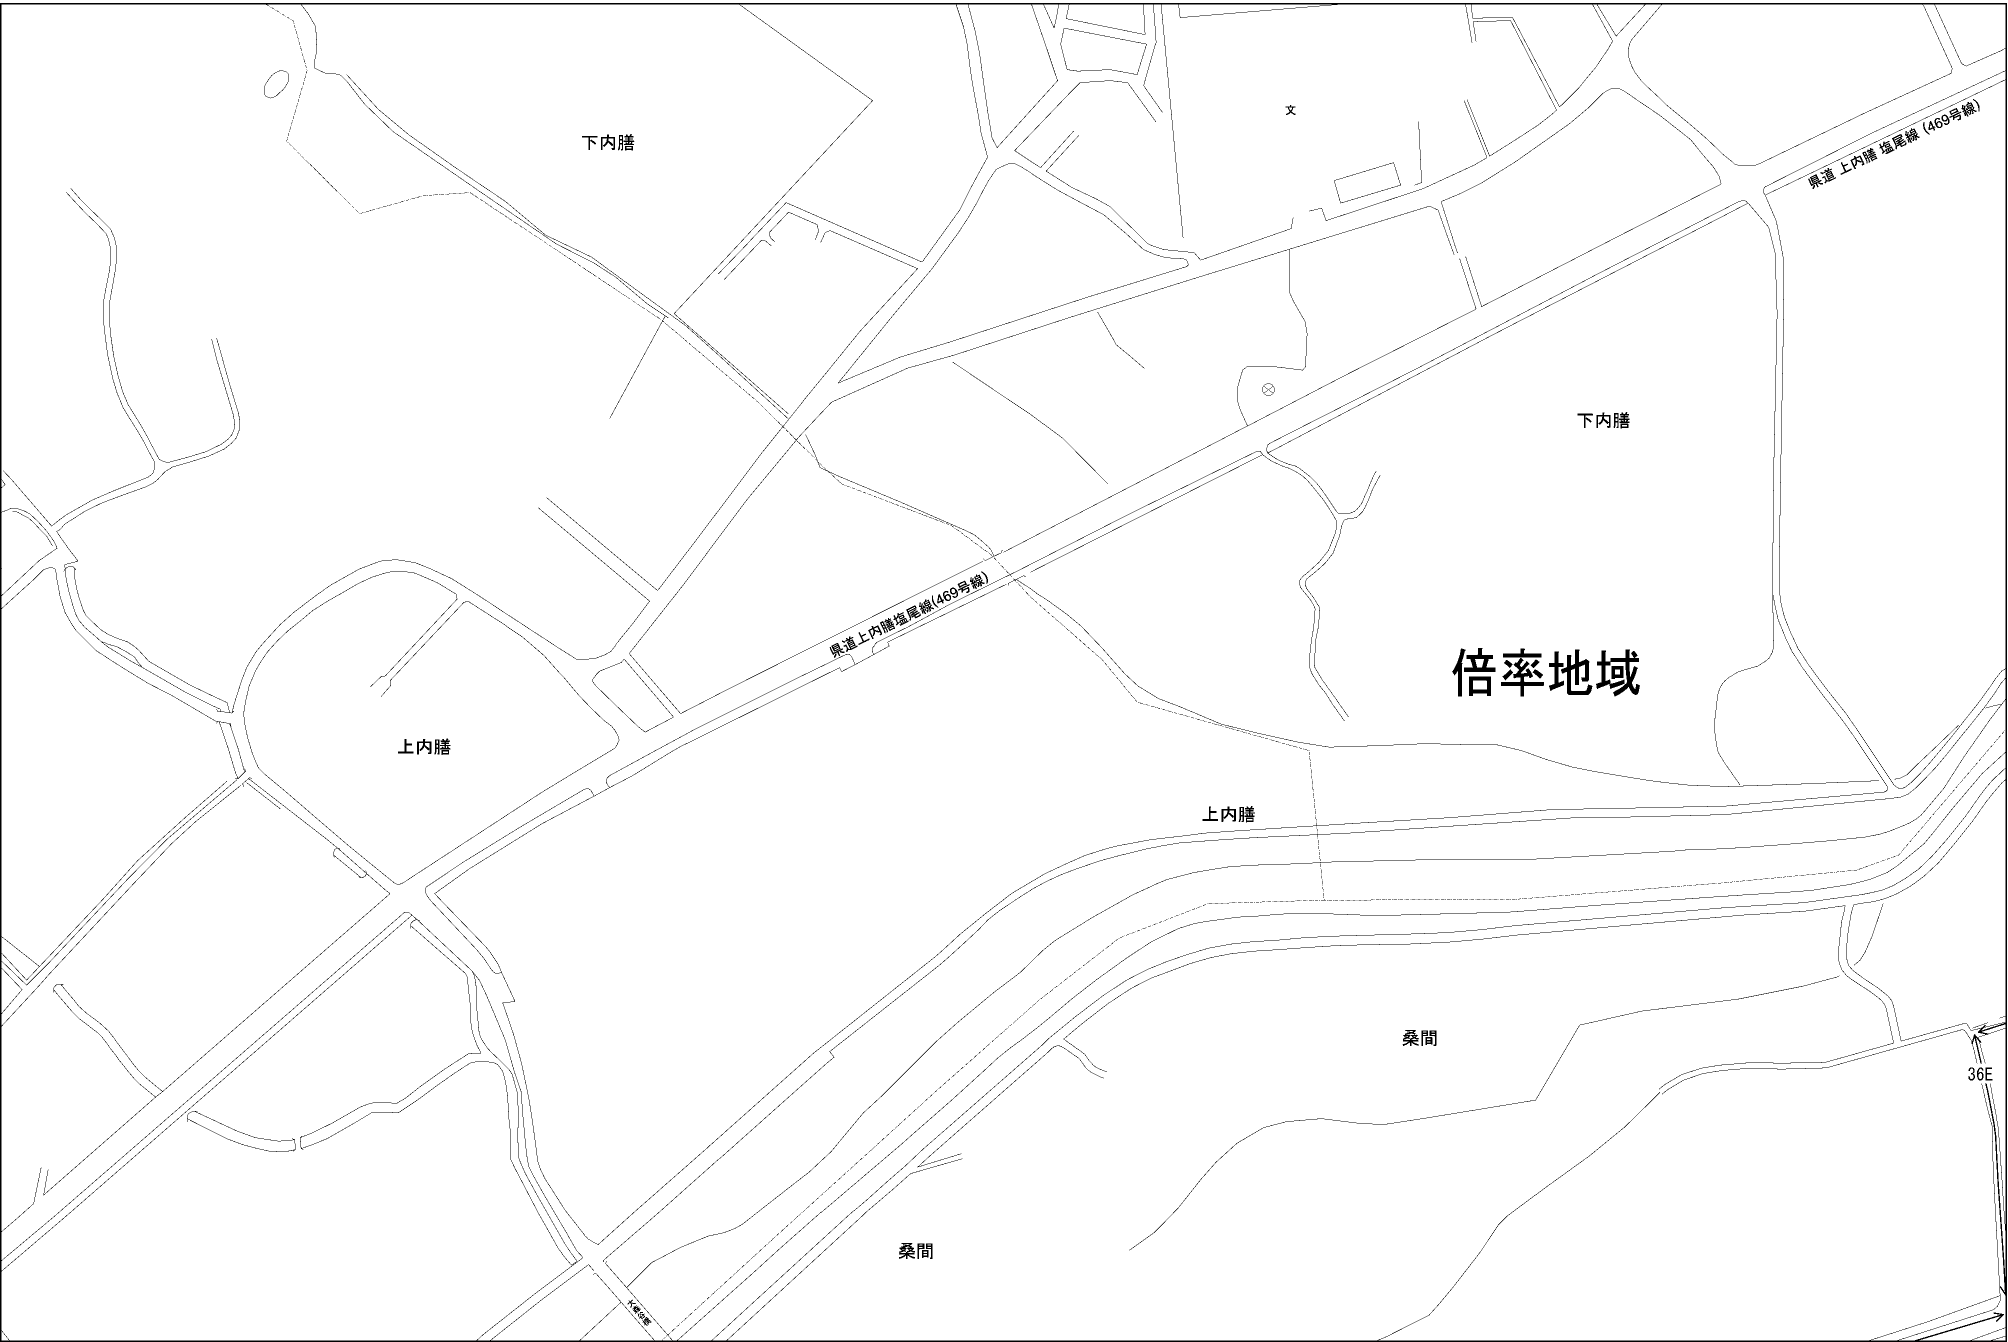 文
下内膳
県道 上内膳 塩尾線 (469号線)
下内膳
県道上内膳塩尾線(469号線)
倍率地域
上内膳
上内膳
桑間
36E
桑間